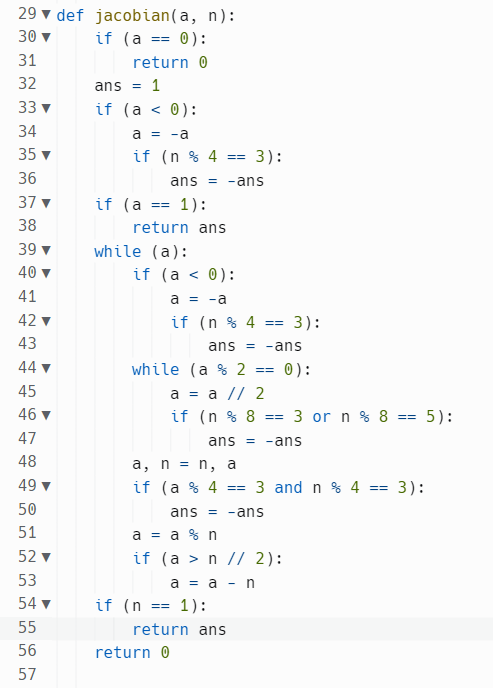 29 ▼ def jacobian(a, n):
30 ▼     if (a == 0):
31             return 0
32         ans = 1
33 ▼     if (a < 0):
34             a = -a
35 ▼         if (n % 4 == 3):
36                 ans = -ans
37 ▼     if (a == 1):
38             return ans
39 ▼     while (a):
40 ▼         if (a < 0):
41                 a = -a
42 ▼             if (n % 4 == 3):
43                     ans = -ans
44 ▼         while (a % 2 == 0):
45                 a = a // 2
46 ▼             if (n % 8 == 3 or n % 8 == 5):
47                     ans = -ans
48             a, n = n, a
49 ▼         if (a % 4 == 3 and n % 4 == 3):
50                 ans = -ans
51             a = a % n
52 ▼         if (a > n // 2):
53                 a = a - n
54 ▼     if (n == 1):
55             return ans
56         return 0
57